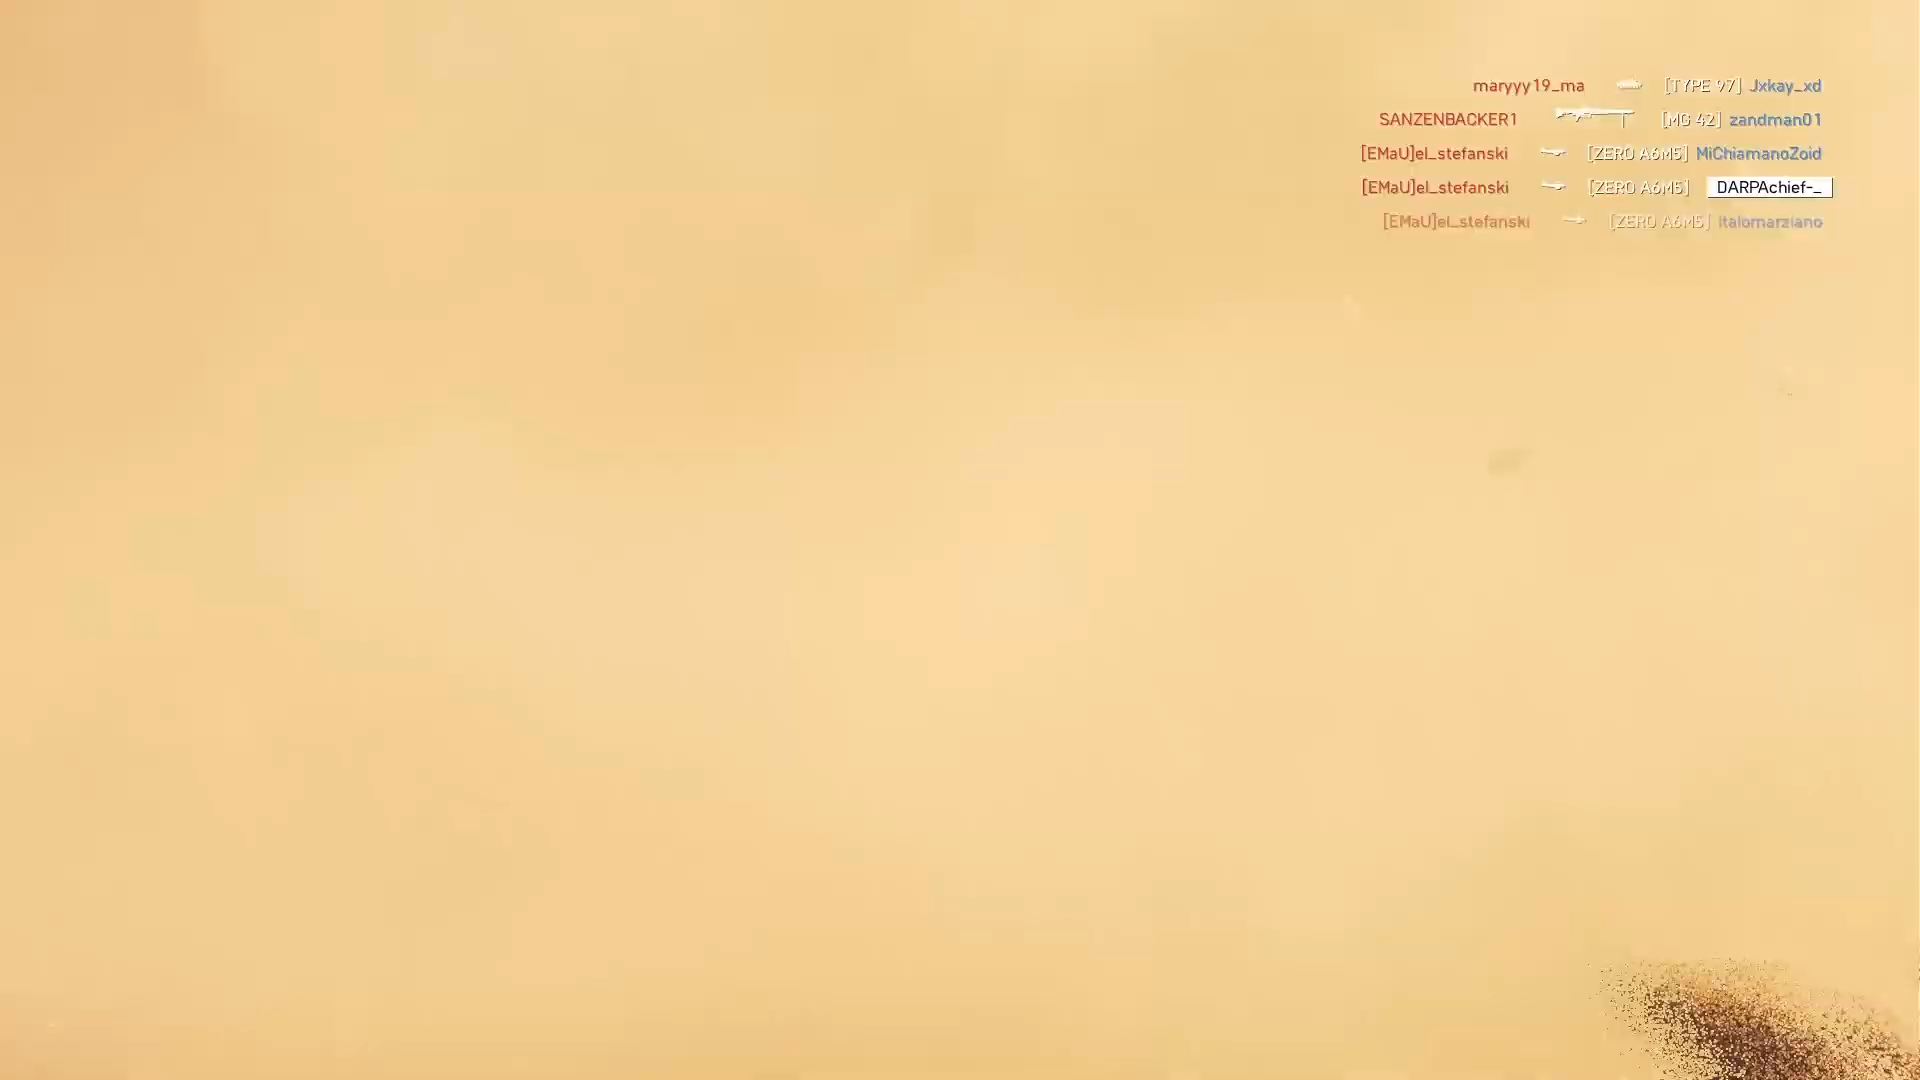 maryyy19_ma [TYPE 97] Jxkay_xd
SANZENBACKER1 [MG 42] zandman01
[EMaU]el_stefanski [ZERO A6M5] MiChiamanoZoid
[EMaU]el_stefanski [ZERO A6M5] DARPAchief-_
[EMaU]el_stefanski [ZERO A6M5] Italomarziano